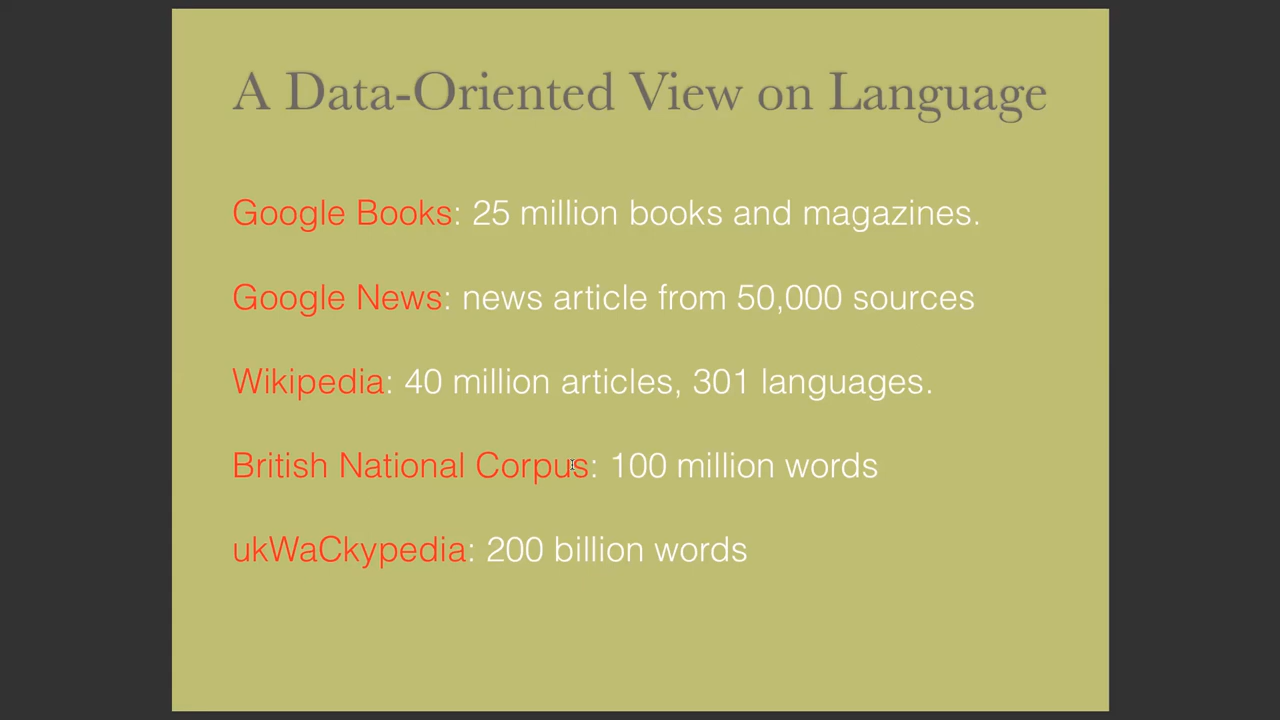 A Data-Oriented View on Language
Google Books: 25 million books and magazines.
Google News: news article from 50,000 sources
Wikipedia: 40 million articles, 301 languages.
British National Corpus: 100 million words
ukWaCkypedia: 200 billion words